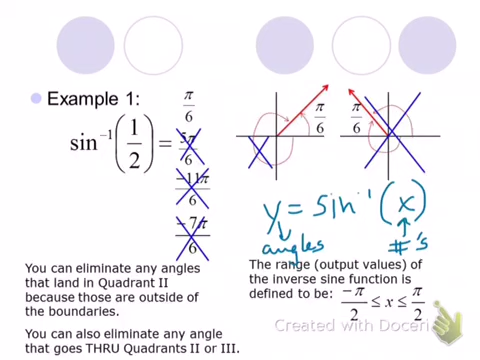 Example 1:
sin⁻¹(1/2) =
π/6
5π/6
-11π/6
-7π/6
π/6
π/6
y = sin⁻¹(x)
angles
#'s
You can eliminate any angles
that land in Quadrant II
because those are outside of
the boundaries.
You can also eliminate any angle
that goes THRU Quadrants II or III.
The range (output values) of
the inverse sine function is
defined to be: -π/2 ≤ x ≤ π/2
Created with Doceri